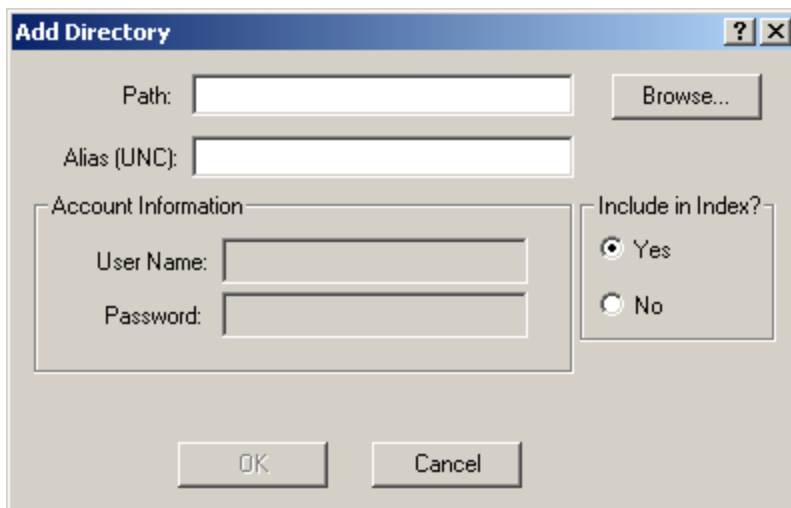 Add Directory
Path:
Browse...
Alias (UNC):
Account Information
User Name:
Password:
Include in Index?
Yes
No
OK
Cancel